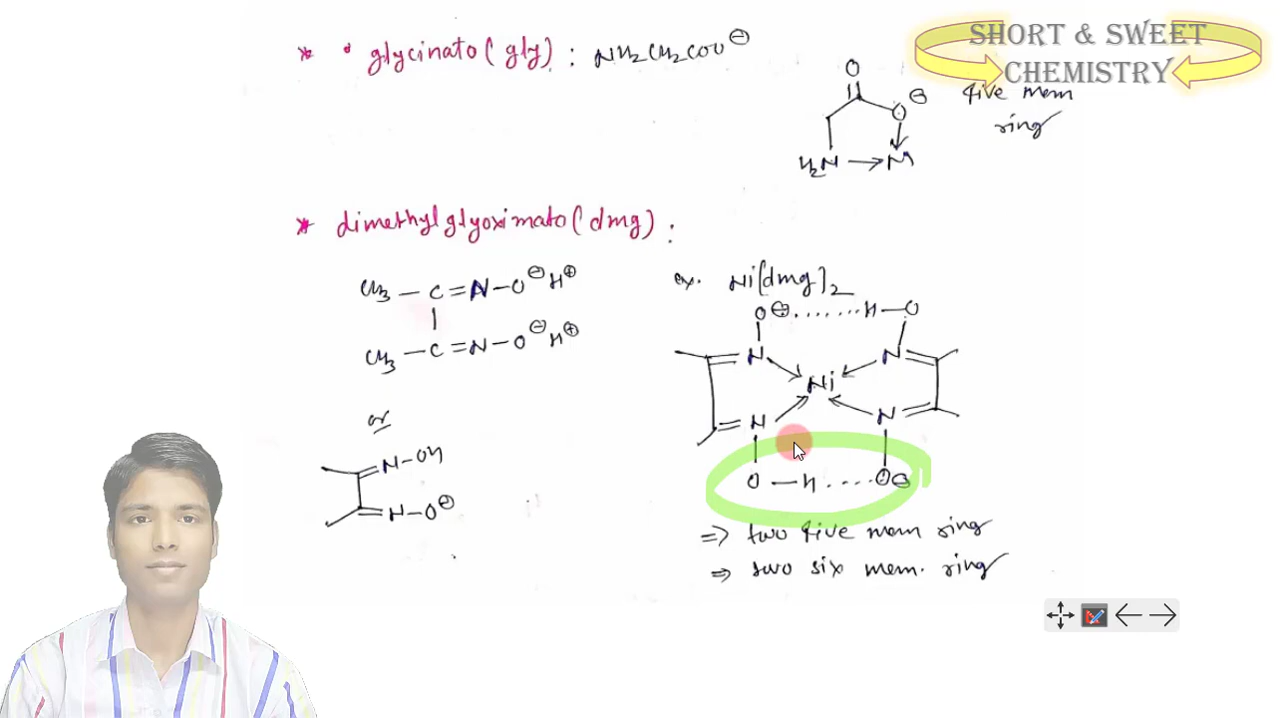 SHORT & SWEET
CHEMISTRY
* • glycinato(gly) : NH2CH2COO⊖
O
O ⊖
H2N → M
five mem
ring
* dimethylglyoximato(dmg) :
CH3 — C = N — O⊖ H⊕
CH3 — C = N — O⊖ H⊕
or
N — OH
N — O⊖
ex. Ni[dmg]2
O⊖ ....... H — O
N N
Ni
N N
O — H .... O⊖
⇒ two five mem ring
⇒ two six mem. ring